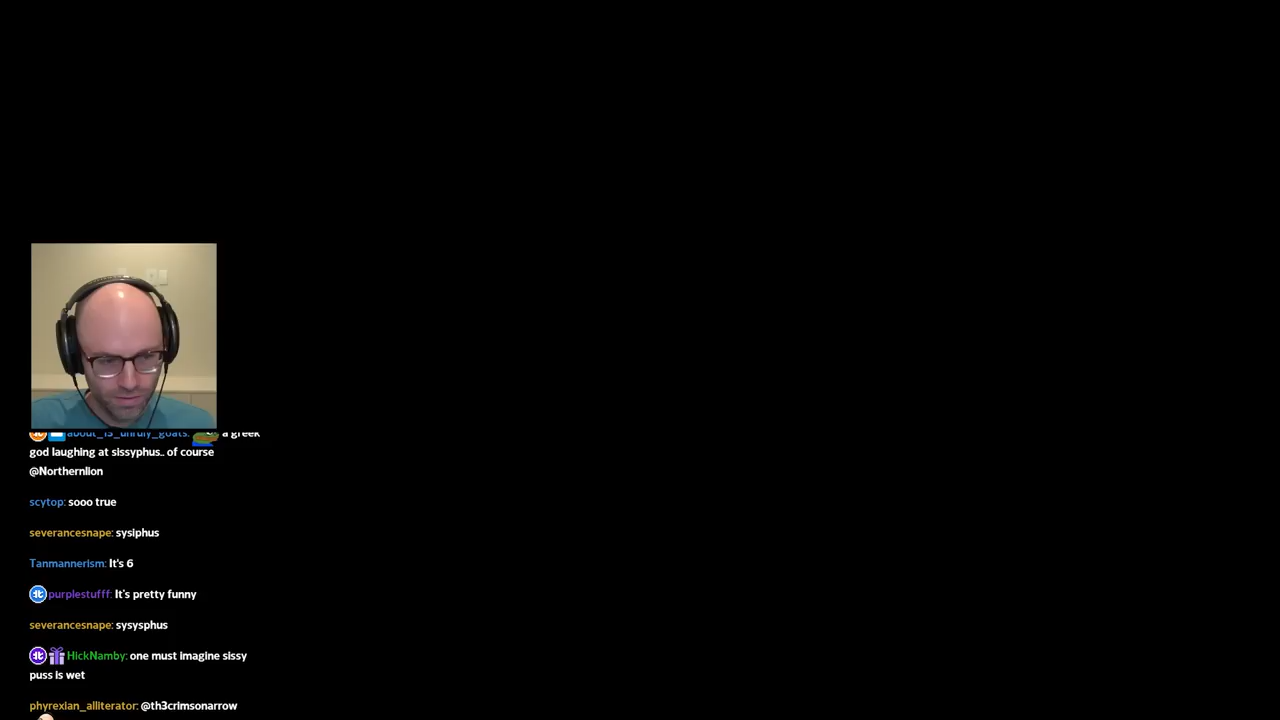 about_13_unruly_goats: a greek
god laughing at sissyphus.. of course
@Northernlion
scytop: sooo true
severancesnape: sysiphus
Tanmannerism: It's 6
purplestufff: It's pretty funny
severancesnape: sysysphus
HickNamby: one must imagine sissy
puss is wet
phyrexian_alliterator: @th3crimsonarrow